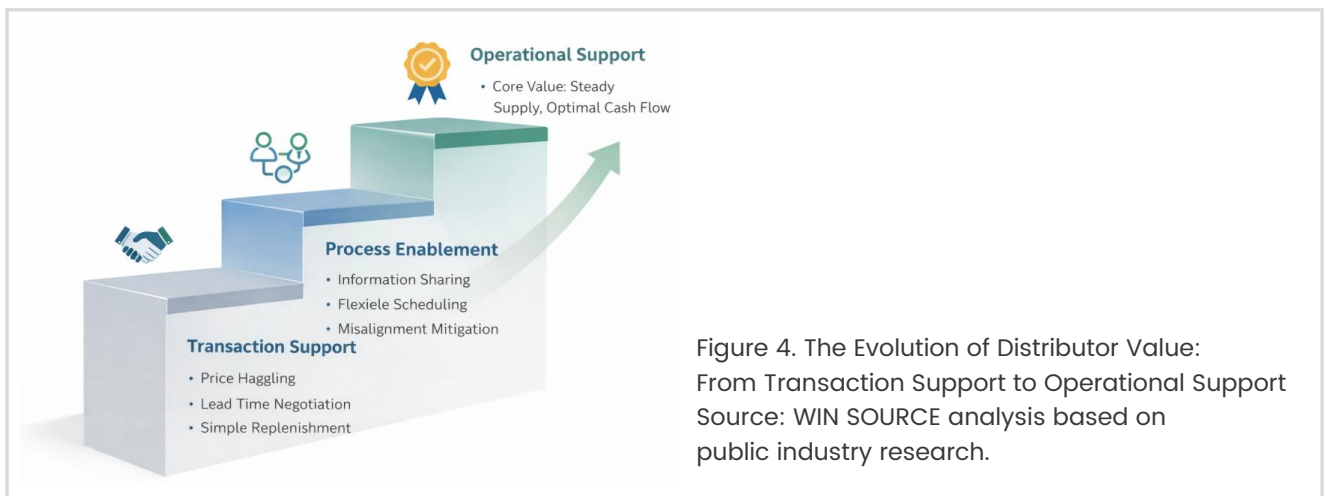 Operational Support
• Core Value: Steady
Supply, Optimal Cash Flow
Process Enablement
• Information Sharing
• Flexiele Scheduling
• Misalignment Mitigation
Transaction Support
• Price Haggling
• Lead Time Negotiation
• Simple Replenishment
Figure 4. The Evolution of Distributor Value:
From Transaction Support to Operational Support
Source: WIN SOURCE analysis based on
public industry research.